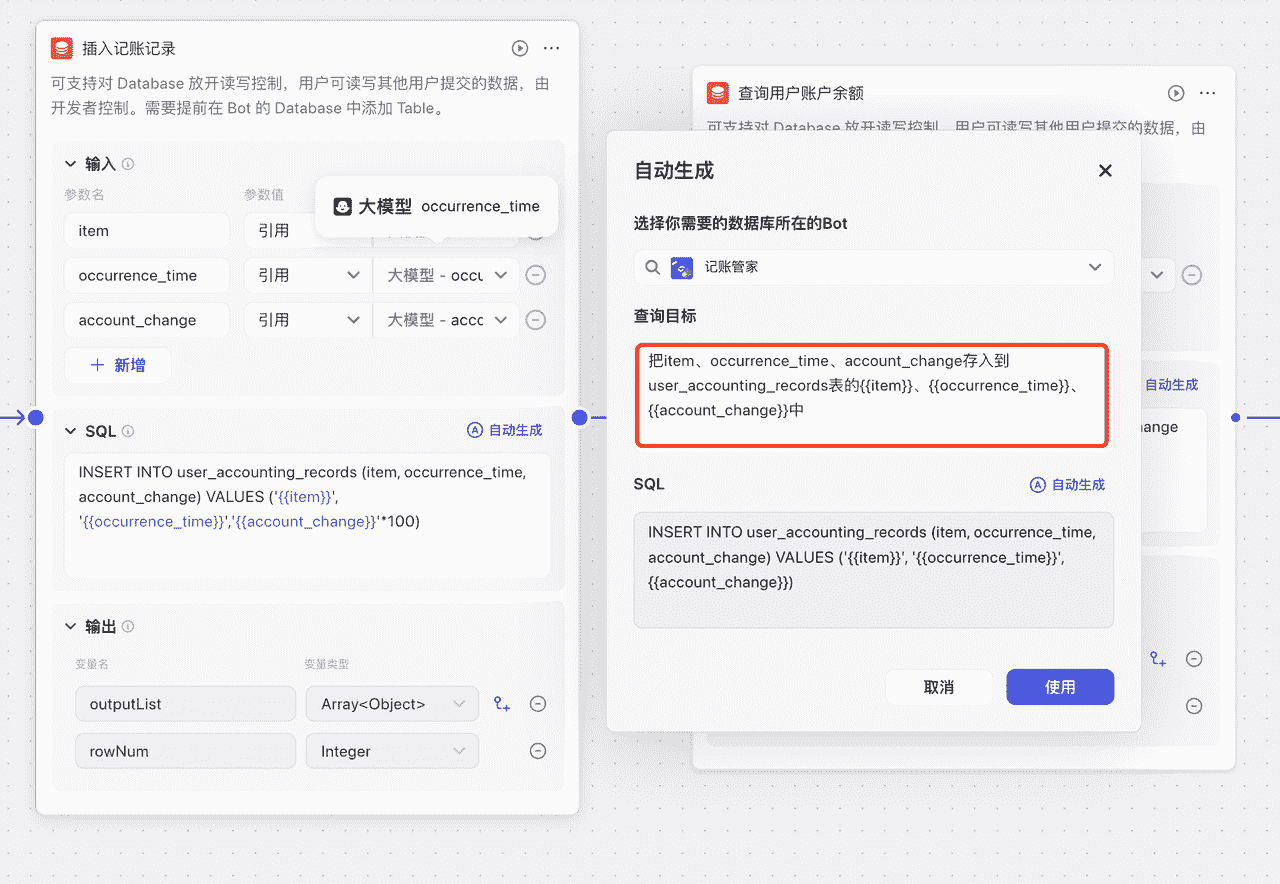 插入记账记录
可支持对 Database 放开读写控制，用户可读写其他用户提交的数据，由
开发者控制。需要提前在 Bot 的 Database 中添加 Table。
输入
参数名
参数值
大模型 occurrence_time
item
引用
occurrence_time
引用
大模型 - occu
account_change
引用
大模型 - acco
新增
SQL
自动生成
INSERT INTO user_accounting_records (item, occurrence_time,
account_change) VALUES ('{{item}}',
'{{occurrence_time}}','{{account_change}}'*100)
输出
变量名
变量类型
outputList
Array<Object>
rowNum
Integer
查询用户账户余额
可支持对 Database 放开读写控制，用户可读写其他用户提交的数据，由
自动生成
hange
自动生成
选择你需要的数据库所在的Bot
记账管家
查询目标
把item、occurrence_time、account_change存入到
user_accounting_records表的{{item}}、{{occurrence_time}}、
{{account_change}}中
SQL
自动生成
INSERT INTO user_accounting_records (item, occurrence_time,
account_change) VALUES ('{{item}}', '{{occurrence_time}}',
{{account_change}})
取消
使用